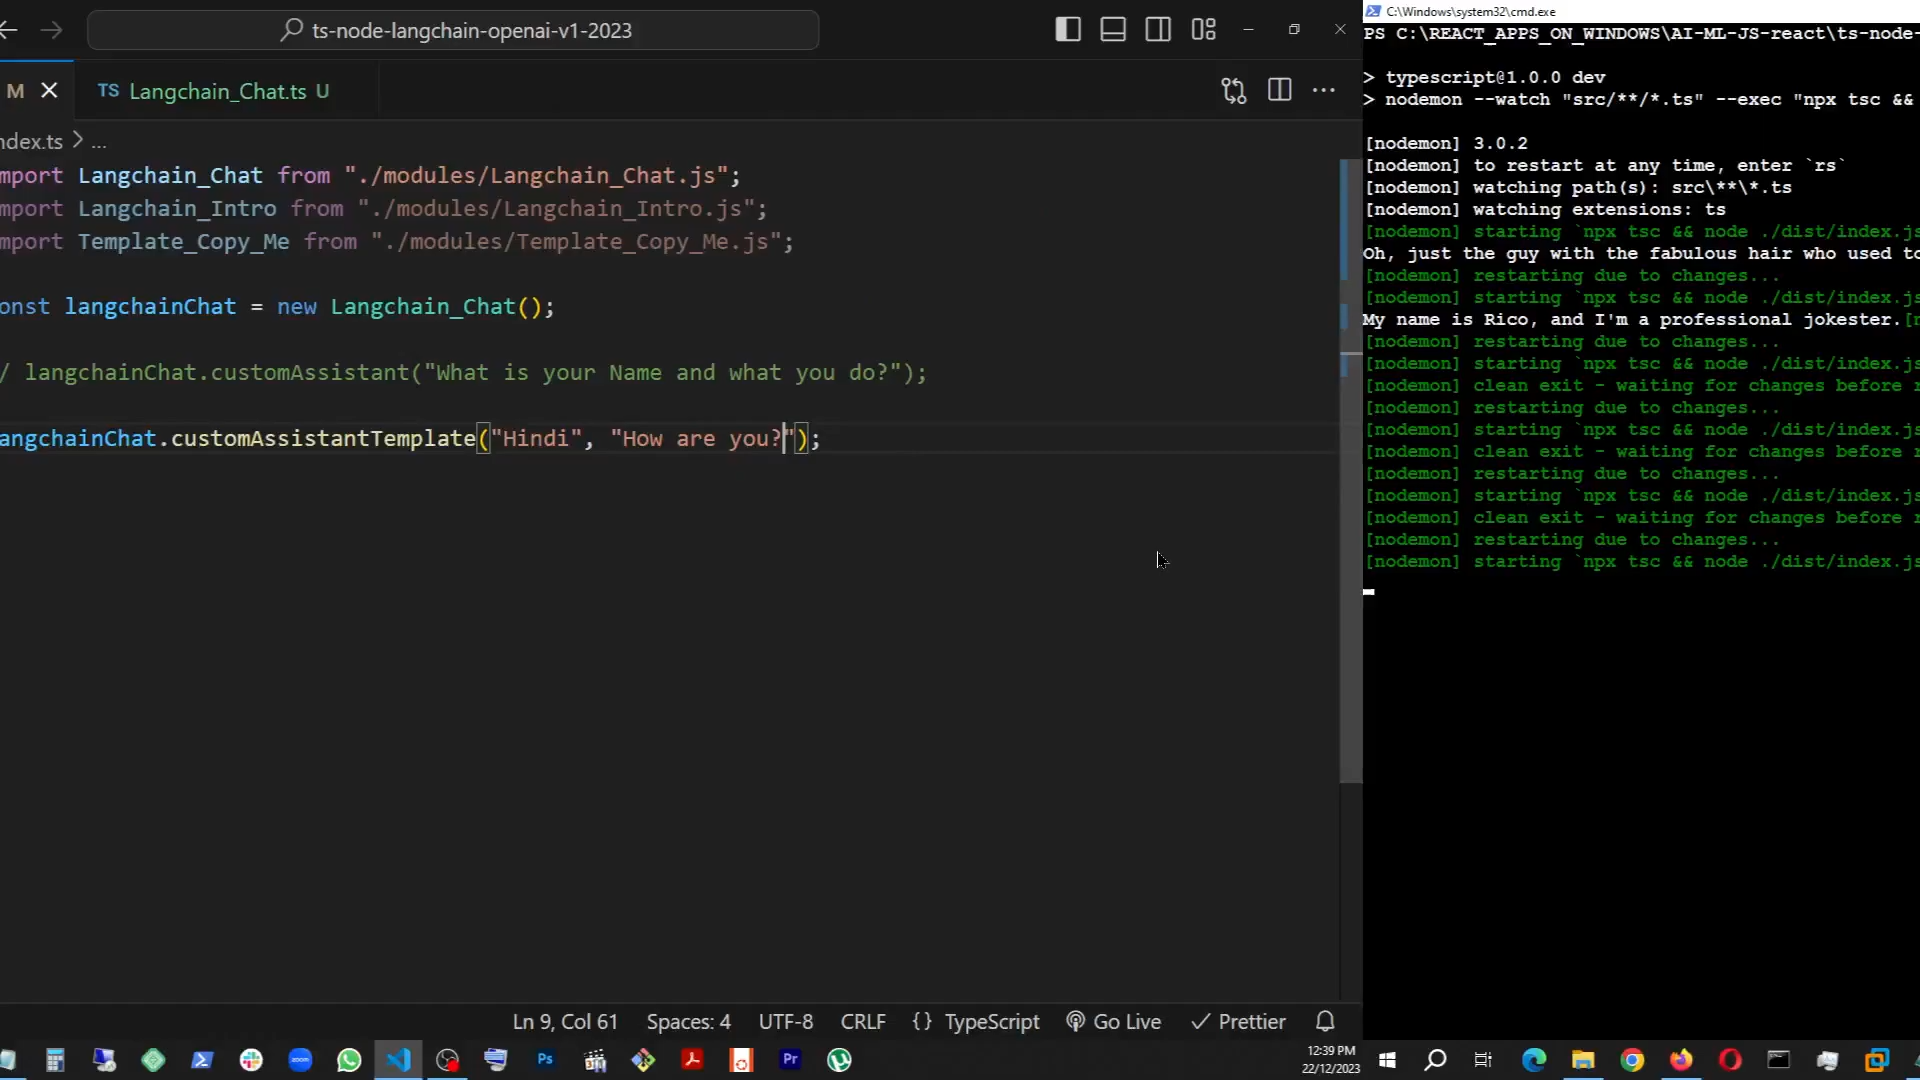 ts-node-langchain-openai-v1-2023
M
TS Langchain_Chat.ts U
ndex.ts > ...
mport Langchain_Chat from "./modules/Langchain_Chat.js";
mport Langchain_Intro from "./modules/Langchain_Intro.js";
mport Template_Copy_Me from "./modules/Template_Copy_Me.js";
onst langchainChat = new Langchain_Chat();
/ langchainChat.customAssistant("What is your Name and what you do?");
angchainChat.customAssistantTemplate("Hindi", "How are you?");
Ln 9, Col 61 Spaces: 4 UTF-8 CRLF {} TypeScript Go Live Prettier
C:\Windows\system32\cmd.exe
PS C:\REACT_APPS_ON_WINDOWS\AI-ML-JS-react\ts-node-
> typescript@1.0.0 dev
> nodemon --watch "src/**/*.ts" --exec "npx tsc &&
[nodemon] 3.0.2
[nodemon] to restart at any time, enter `rs`
[nodemon] watching path(s): src\**\*.ts
[nodemon] watching extensions: ts
[nodemon] starting `npx tsc && node ./dist/index.js
Oh, just the guy with the fabulous hair who used to
[nodemon] restarting due to changes...
[nodemon] starting `npx tsc && node ./dist/index.js
My name is Rico, and I'm a professional jokester.[n
[nodemon] restarting due to changes...
[nodemon] starting `npx tsc && node ./dist/index.js
[nodemon] clean exit - waiting for changes before r
[nodemon] restarting due to changes...
[nodemon] starting `npx tsc && node ./dist/index.js
[nodemon] clean exit - waiting for changes before r
[nodemon] restarting due to changes...
[nodemon] starting `npx tsc && node ./dist/index.js
[nodemon] clean exit - waiting for changes before r
[nodemon] restarting due to changes...
[nodemon] starting `npx tsc && node ./dist/index.js
zoom
Ps
Pr
12:39 PM
22/12/2023